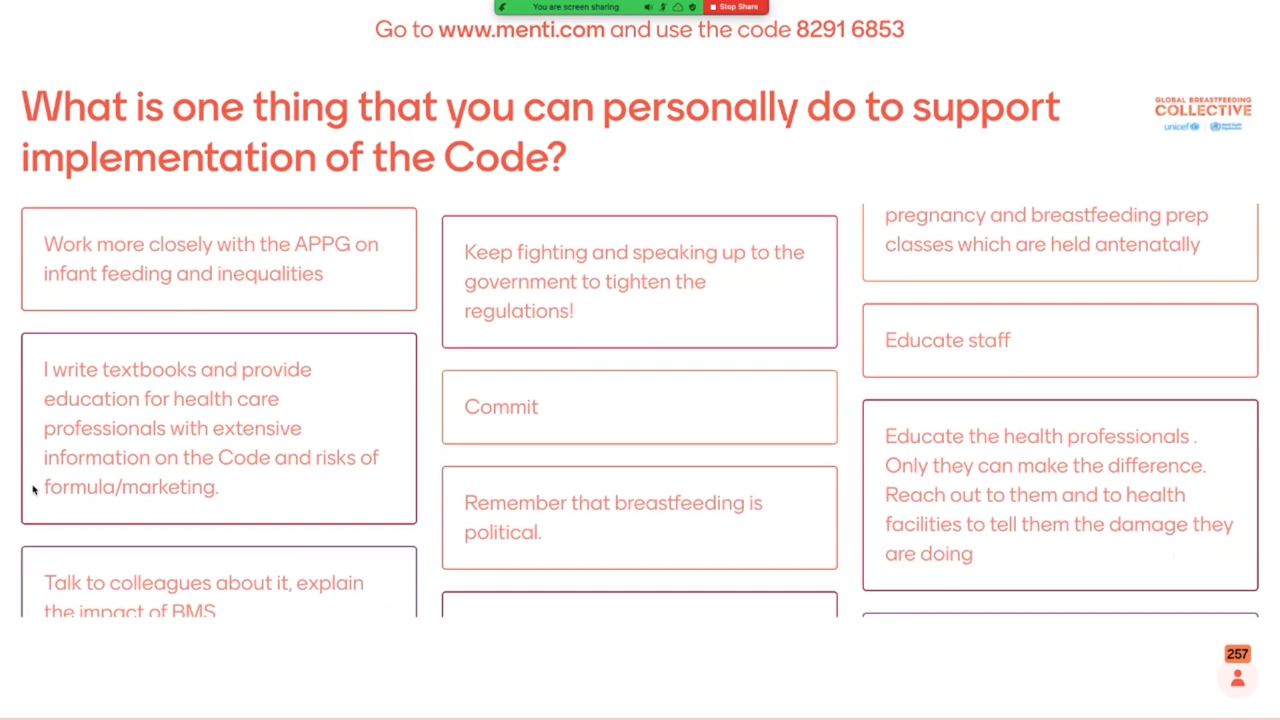 You are screen sharing
Stop Share
Go to www.menti.com and use the code 8291 6853
What is one thing that you can personally do to support
implementation of the Code?
GLOBAL BREASTFEEDING
COLLECTIVE
unicef
Work more closely with the APPG on
infant feeding and inequalities
I write textbooks and provide
education for health care
professionals with extensive
information on the Code and risks of
formula/marketing.
Talk to colleagues about it, explain
the impact of BMS
Keep fighting and speaking up to the
government to tighten the
regulations!
Commit
Remember that breastfeeding is
political.
pregnancy and breastfeeding prep
classes which are held antenatally
Educate staff
Educate the health professionals .
Only they can make the difference.
Reach out to them and to health
facilities to tell them the damage they
are doing
257